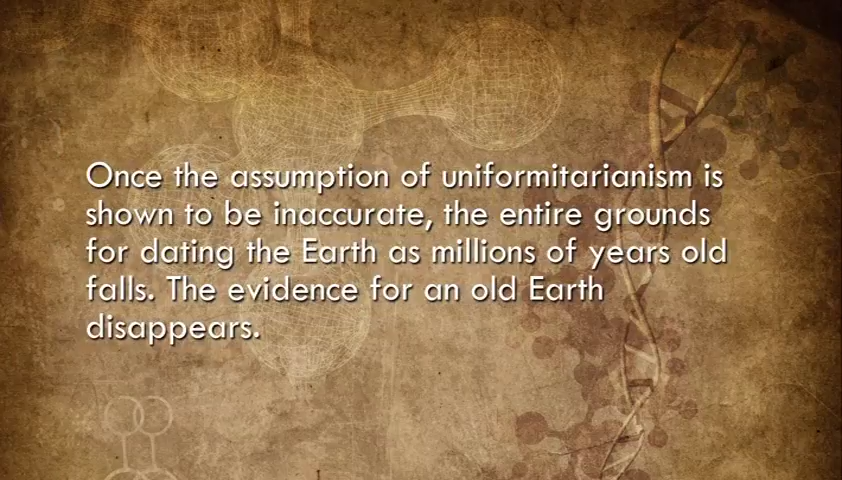 Once the assumption of uniformitarianism is
shown to be inaccurate, the entire grounds
for dating the Earth as millions of years old
falls. The evidence for an old Earth
disappears.